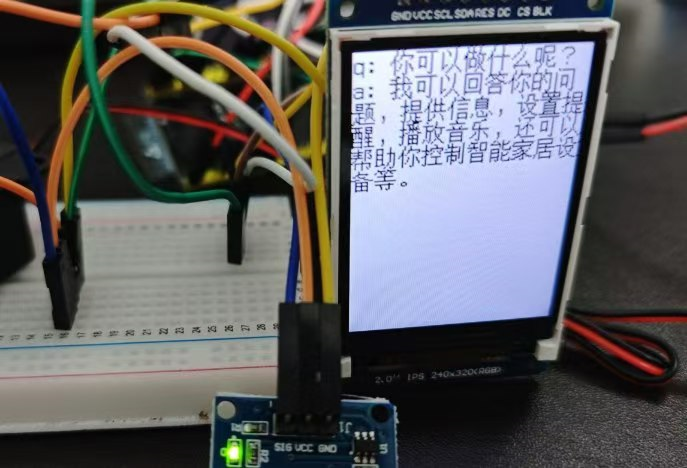 GND VCC SCL SDA RES DC CS BLK
q: 你可以做什么呢？
a: 我可以回答你的问
题，提供信息，设置提
醒，播放音乐，还可以
帮助你控制智能家居设
备等。
2.0" IPS 240x320(RGB)
R1
J1
SIG VCC GND
R2